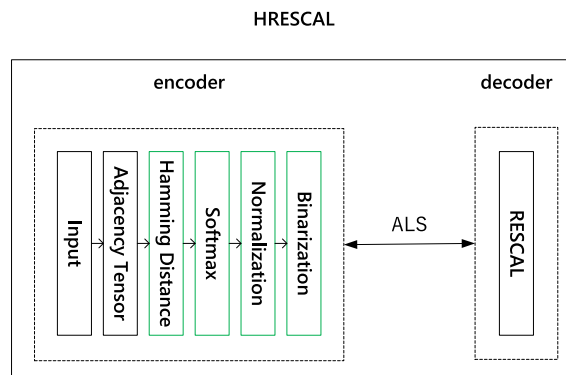 HRESCAL
encoder
decoder
Input
Adjacency Tensor
Hamming Distance
Softmax
Normalization
Binarization
ALS
RESCAL